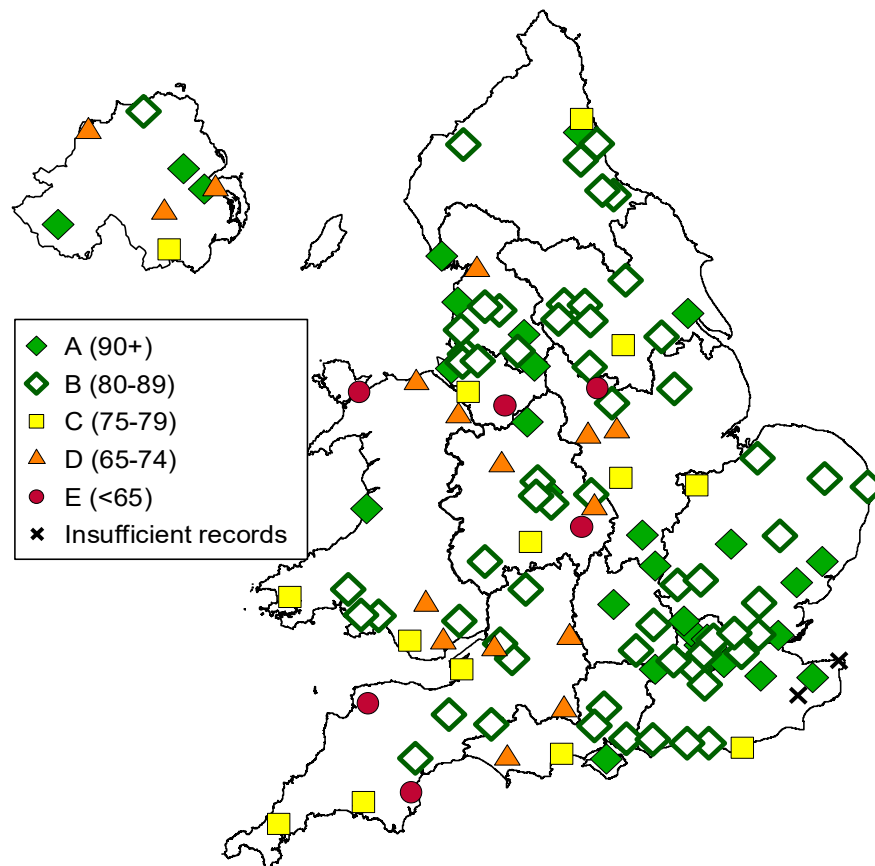 A (90+)
B (80-89)
C (75-79)
D (65-74)
E (<65)
Insufficient records